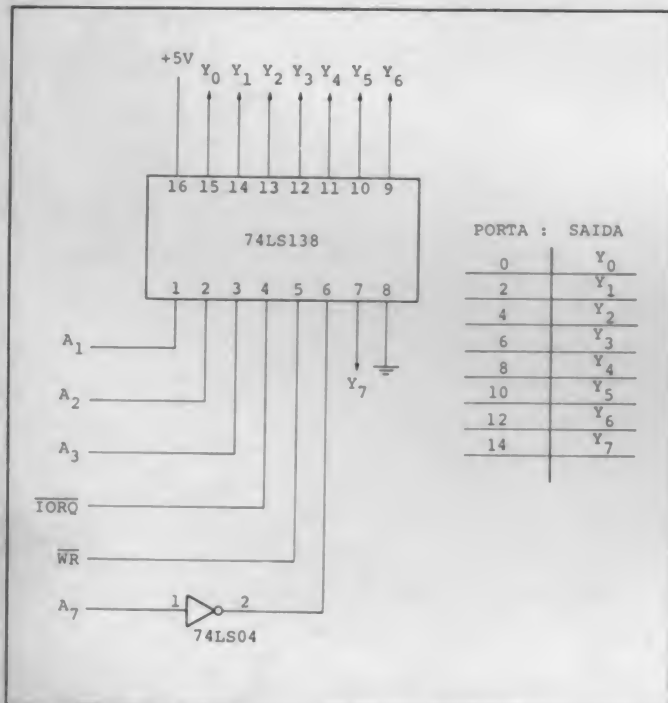 +5V Y0 Y1 Y2 Y3 Y4 Y5 Y6
16 15 14 13 12 11 10 9
74LS138
1 2 3 4 5 6 7 8
A1
Y7
A2
A3
IORQ
WR
A7
1 2
74LS04
PORTA : SAIDA
0 Y0
2 Y1
4 Y2
6 Y3
8 Y4
10 Y5
12 Y6
14 Y7